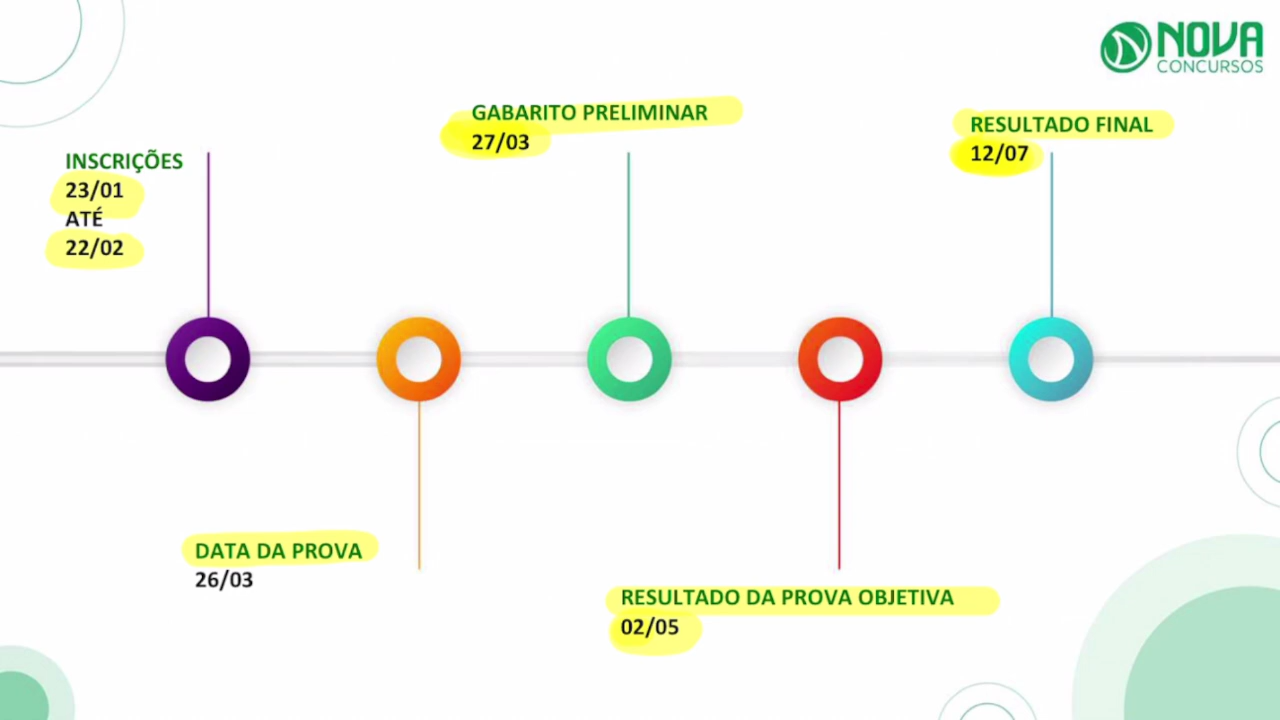 NOVA
CONCURSOS
INSCRIÇÕES
23/01
ATÉ
22/02
DATA DA PROVA
26/03
GABARITO PRELIMINAR
27/03
RESULTADO DA PROVA OBJETIVA
02/05
RESULTADO FINAL
12/07